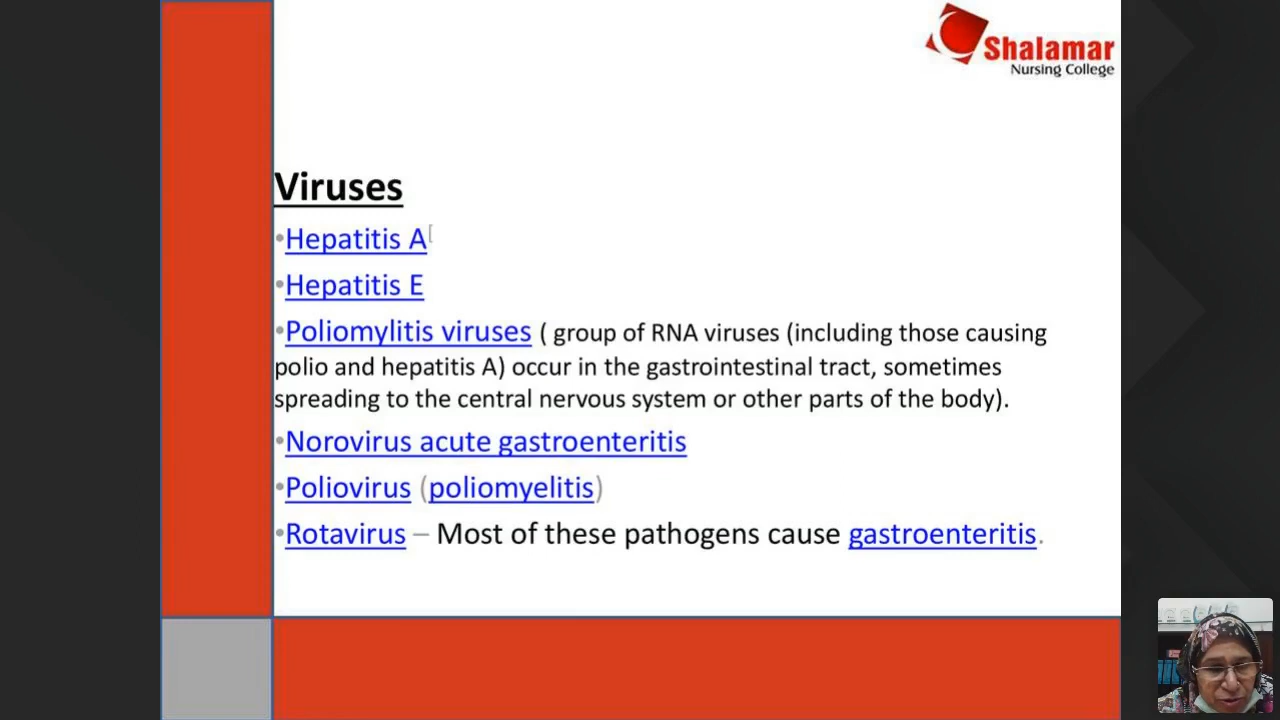 Shalamar
Nursing College
Viruses
•Hepatitis A[
•Hepatitis E
•Poliomylitis viruses ( group of RNA viruses (including those causing
polio and hepatitis A) occur in the gastrointestinal tract, sometimes
spreading to the central nervous system or other parts of the body).
•Norovirus acute gastroenteritis
•Poliovirus (poliomyelitis)
•Rotavirus – Most of these pathogens cause gastroenteritis.